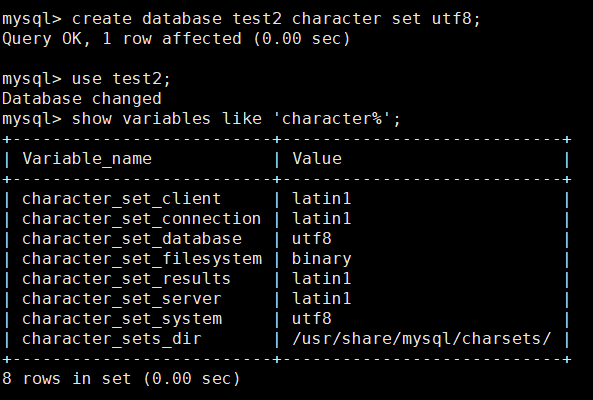 mysql> create database test2 character set utf8;
Query OK, 1 row affected (0.00 sec)
mysql> use test2;
Database changed
mysql> show variables like 'character%';
+--------------------------+----------------------------+
| Variable_name            | Value                      |
+--------------------------+----------------------------+
| character_set_client     | latin1                     |
| character_set_connection | latin1                     |
| character_set_database   | utf8                       |
| character_set_filesystem | binary                     |
| character_set_results    | latin1                     |
| character_set_server     | latin1                     |
| character_set_system     | utf8                       |
| character_sets_dir       | /usr/share/mysql/charsets/ |
+--------------------------+----------------------------+
8 rows in set (0.00 sec)